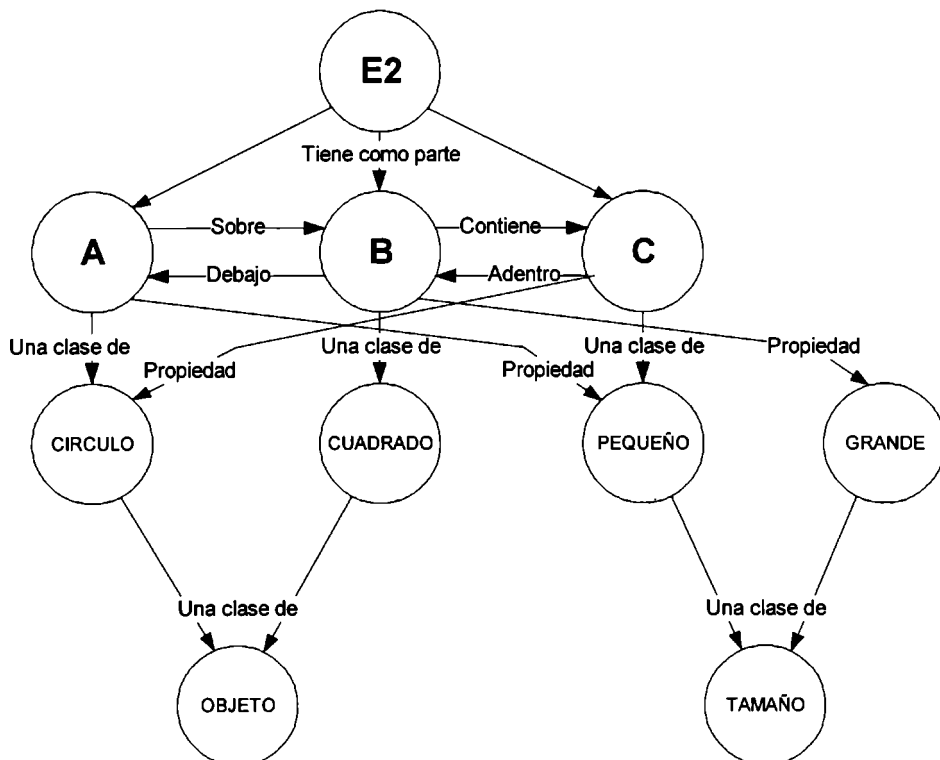 E2
Tiene como parte
A
Sobre
B
Contiene
C
Debajo
Adentro
Una clase de
Propiedad
Una clase de
Propiedad
Una clase de
Propiedad
CIRCULO
CUADRADO
PEQUEÑO
GRANDE
Una clase de
Una clase de
OBJETO
TAMAÑO